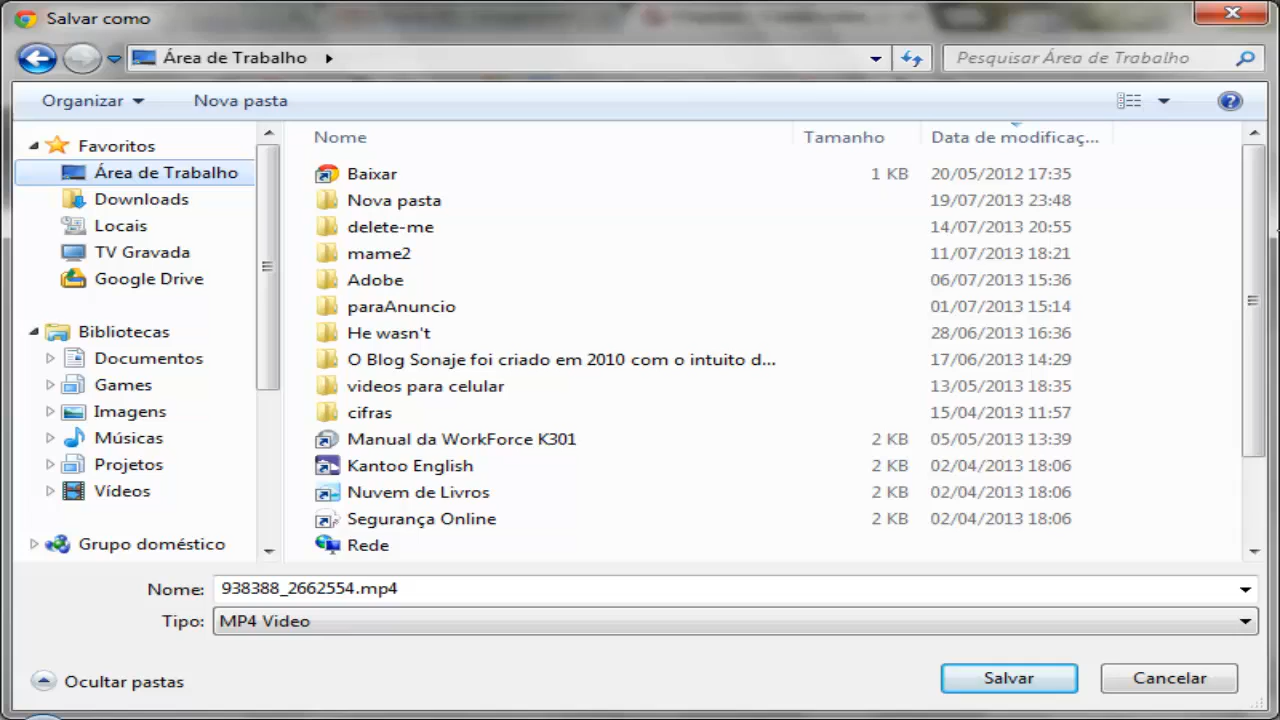 Salvar como
Área de Trabalho
Pesquisar Área de Trabalho
Organizar
Nova pasta
Nome Tamanho Data de modificaç...
Favoritos
Área de Trabalho
Downloads
Locais
TV Gravada
Google Drive
Bibliotecas
Documentos
Games
Imagens
Músicas
Projetos
Vídeos
Grupo doméstico
Baixar 1 KB 20/05/2012 17:35
Nova pasta 19/07/2013 23:48
delete-me 14/07/2013 20:55
mame2 11/07/2013 18:21
Adobe 06/07/2013 15:36
paraAnuncio 01/07/2013 15:14
He wasn't 28/06/2013 16:36
O Blog Sonaje foi criado em 2010 com o intuito d... 17/06/2013 14:29
videos para celular 13/05/2013 18:35
cifras 15/04/2013 11:57
Manual da WorkForce K301 2 KB 05/05/2013 13:39
Kantoo English 2 KB 02/04/2013 18:06
Nuvem de Livros 2 KB 02/04/2013 18:06
Segurança Online 2 KB 02/04/2013 18:06
Rede
Nome: 938388_2662554.mp4
Tipo: MP4 Video
Ocultar pastas
Salvar
Cancelar